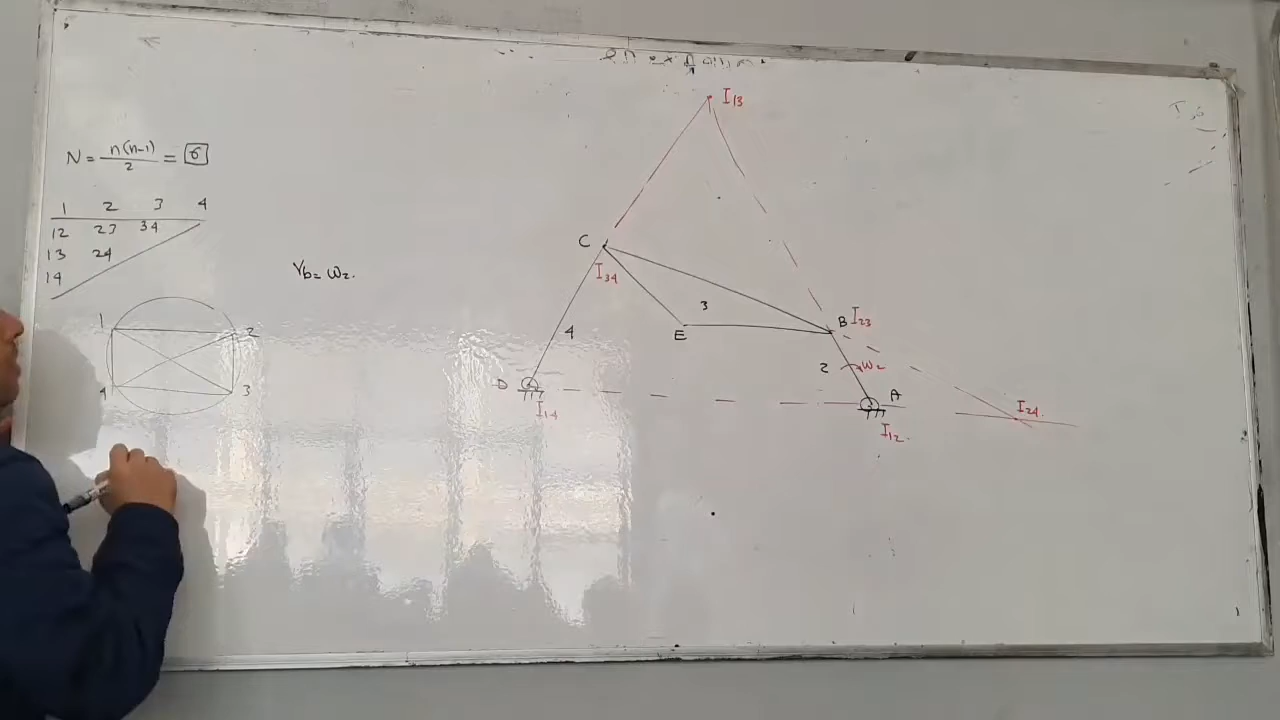 N = n(n-1)/2 = 6
1 2 3 4
12 23 34
13 24
14
1 2
4 3
Vb= ω2.
I13
C
I34
4
3
E
B I23
2 ω2
D
I14
A
I12.
I24.